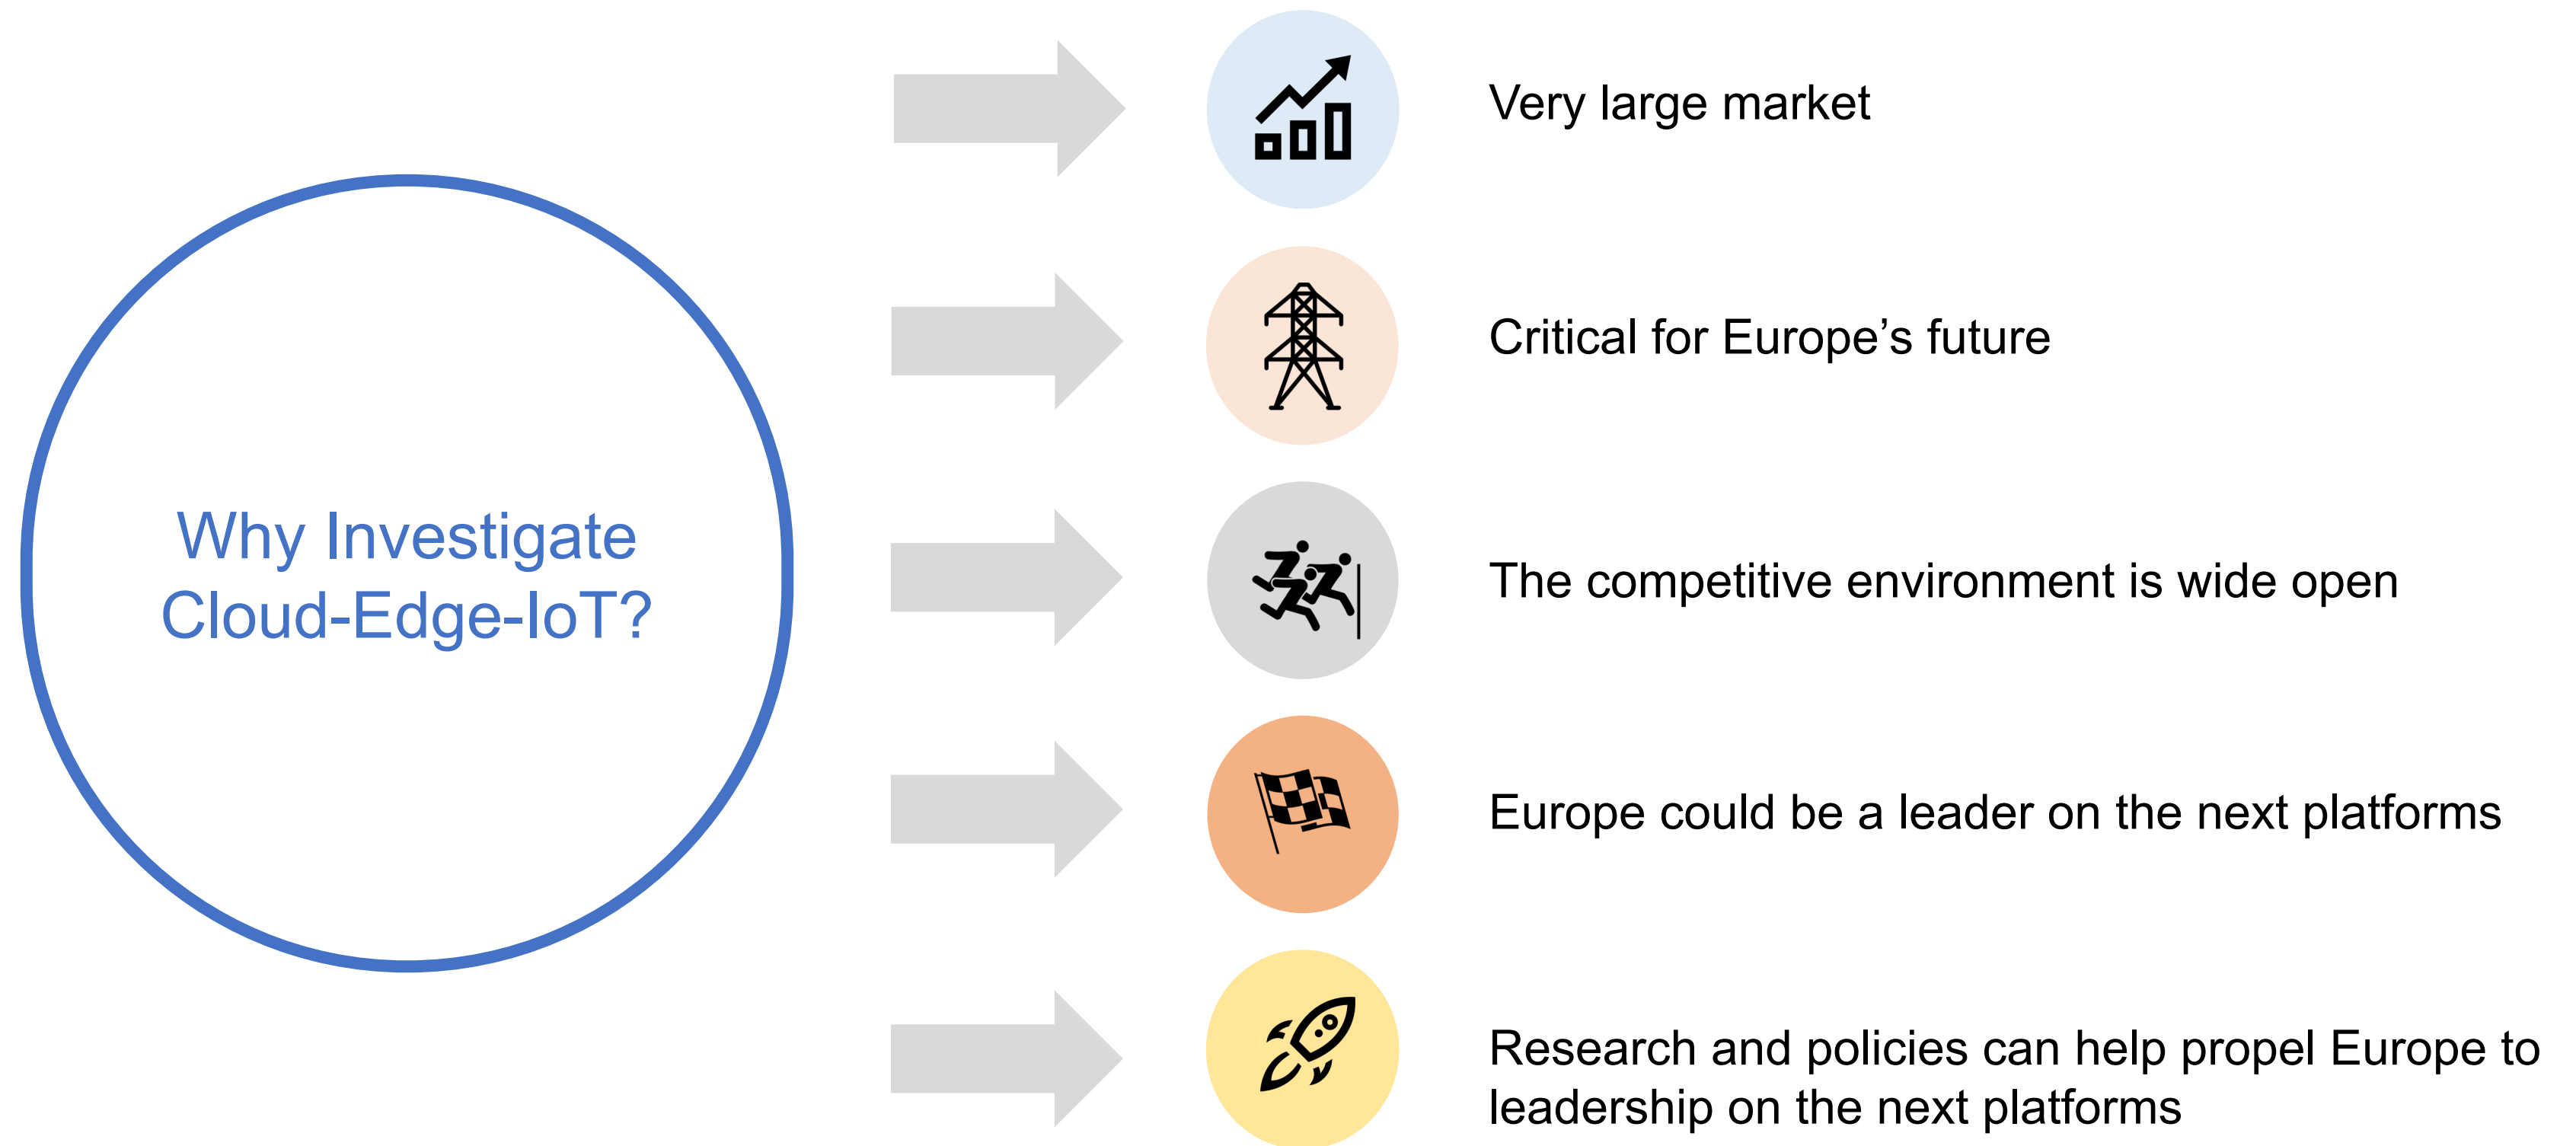 Why Investigate
Cloud-Edge-IoT?
Very large market
Critical for Europe’s future
The competitive environment is wide open
Europe could be a leader on the next platforms
Research and policies can help propel Europe to
leadership on the next platforms